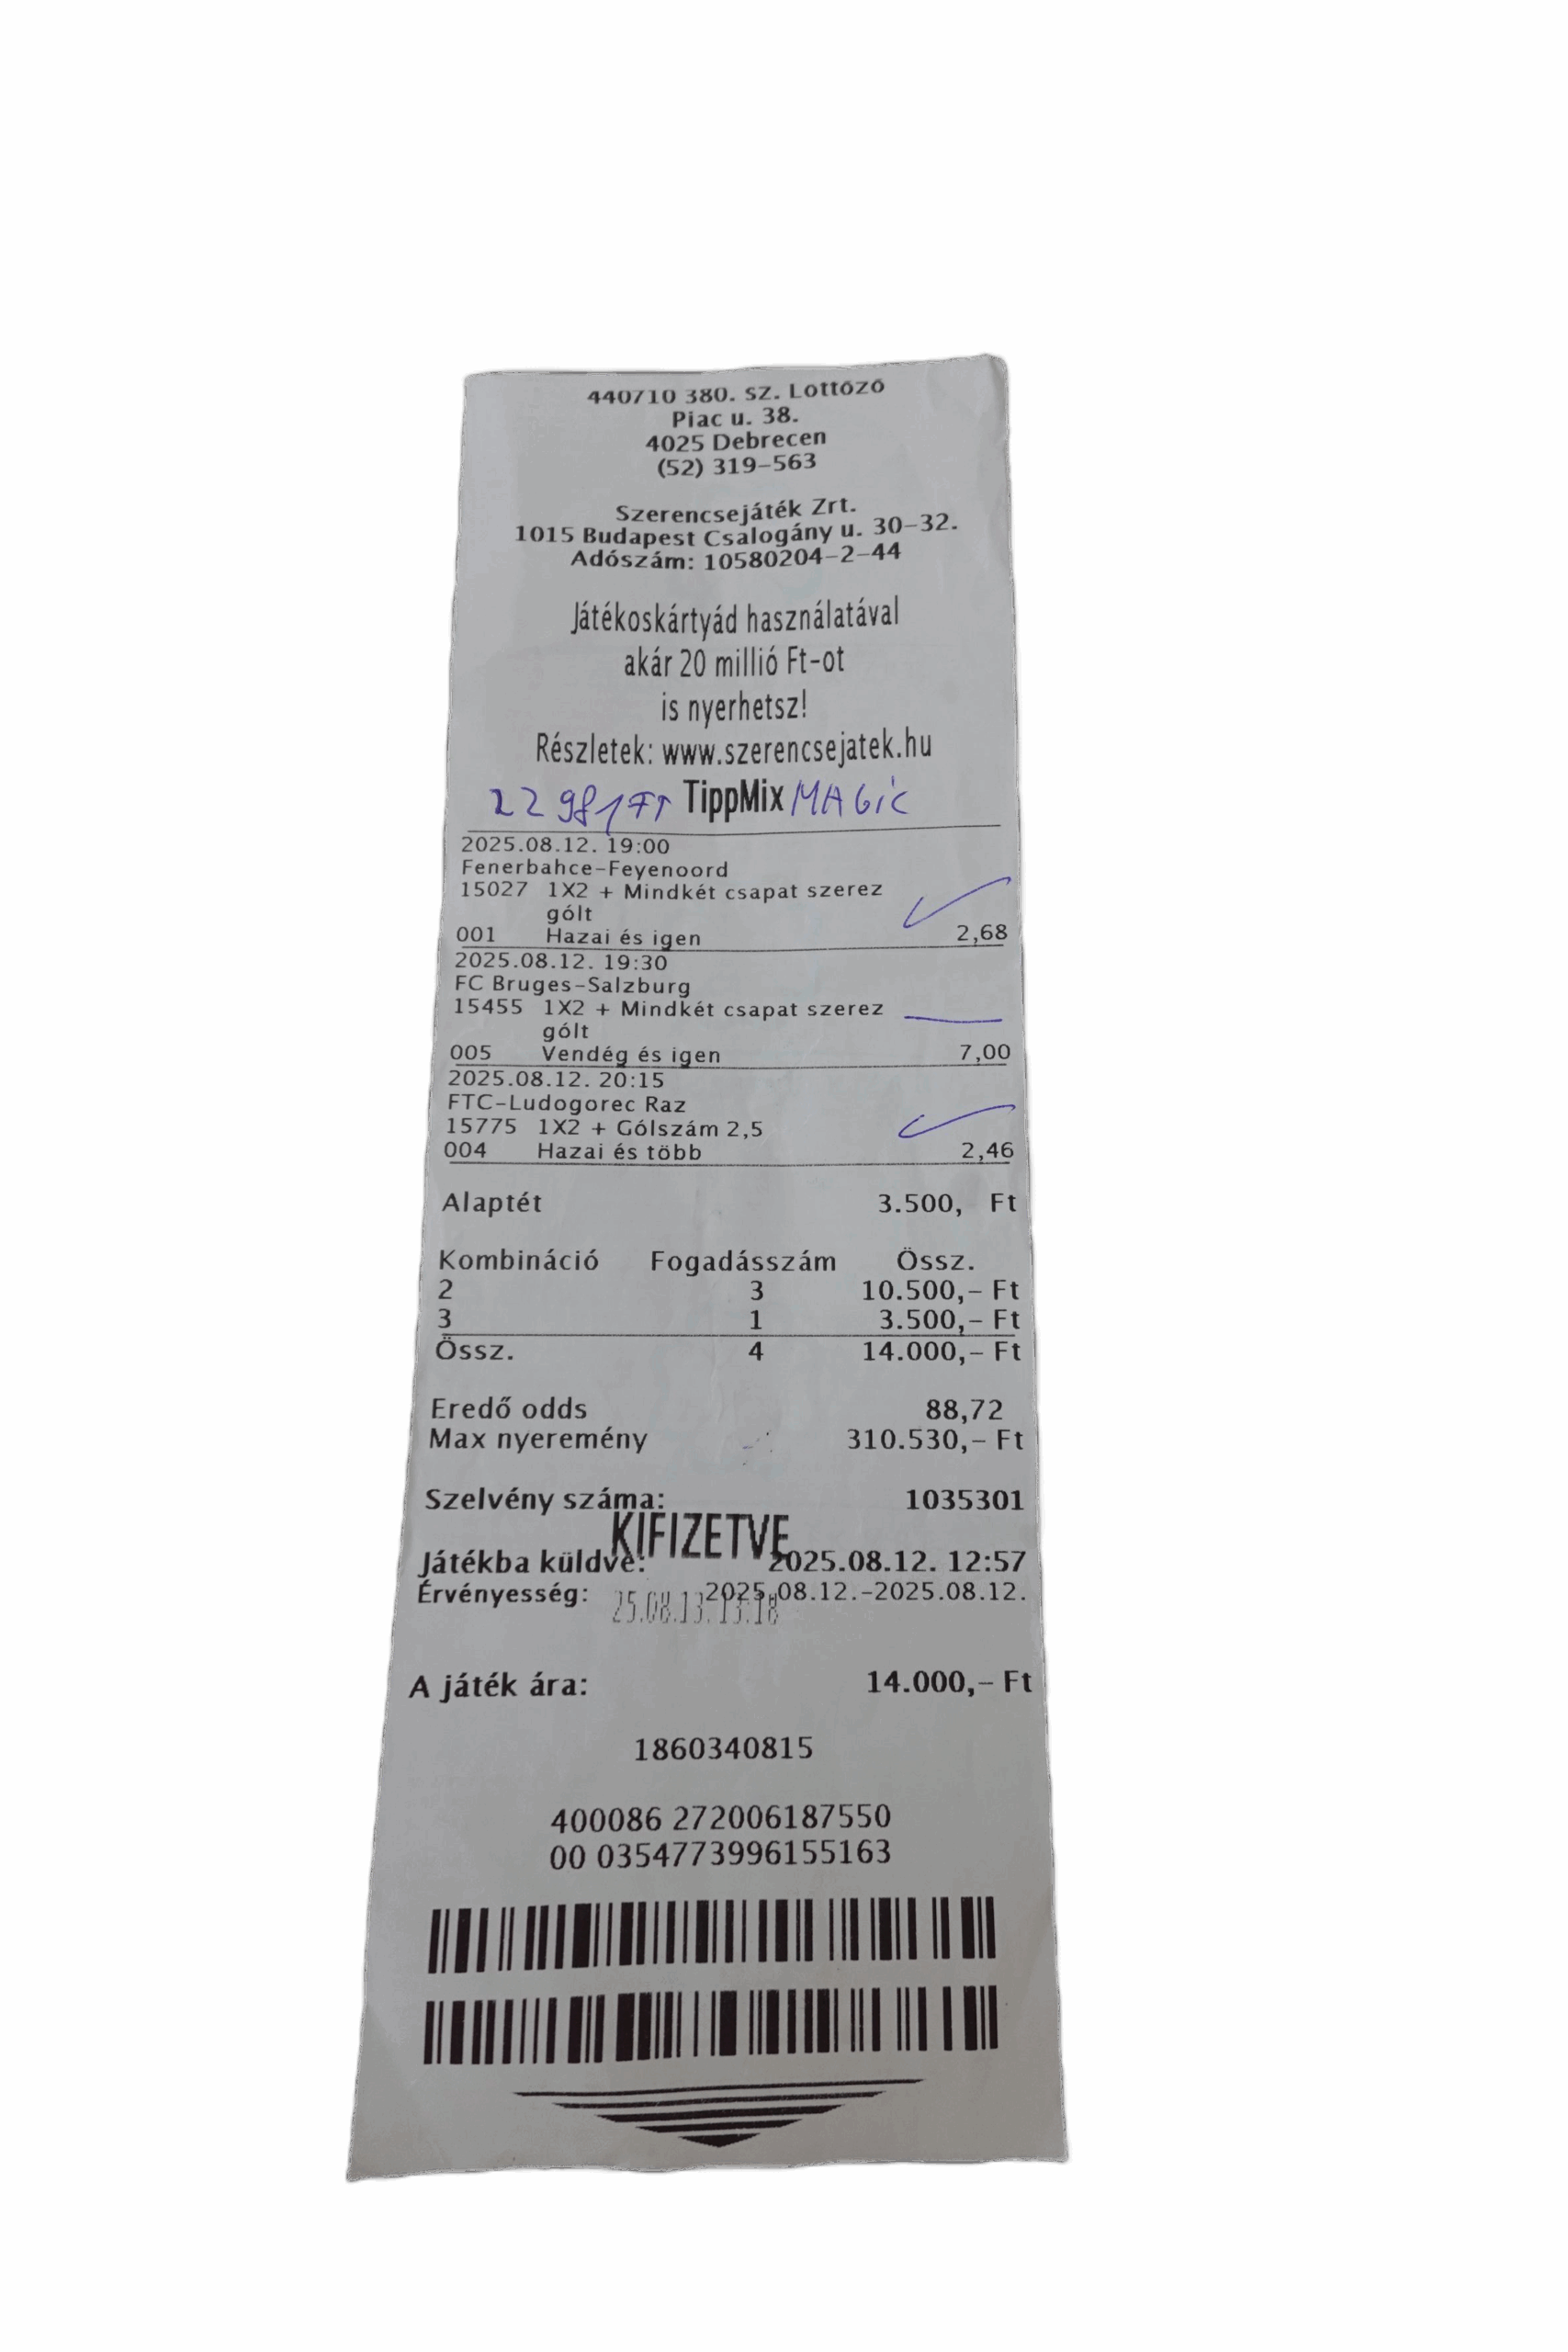 440710 380. sz. Lottózó
Piac u. 38.
4025 Debrecen
(52) 319-563
Szerencsejáték Zrt.
1015 Budapest Csalogány u. 30-32.
Adószám: 10580204-2-44
Játékoskártyád használatával
akár 20 millió Ft-ot
is nyerhetsz!
Részletek: www.szerencsejatek.hu
22981 FT TippMix MAGIC
2025.08.12. 19:00
Fenerbahce-Feyenoord
15027 1X2 + Mindkét csapat szerez
gólt
001 Hazai és igen 2,68
2025.08.12. 19:30
FC Bruges-Salzburg
15455 1X2 + Mindkét csapat szerez
gólt
005 Vendég és igen 7,00
2025.08.12. 20:15
FTC-Ludogorec Raz
15775 1X2 + Gólszám 2,5
004 Hazai és több 2,46
Alaptét 3.500, Ft
Kombináció Fogadásszám Össz.
2 3 10.500,- Ft
3 1 3.500,- Ft
Össz. 4 14.000,- Ft
Eredő odds 88,72
Max nyeremény 310.530,- Ft
Szelvény száma: 1035301
KIFIZETVE
Játékba küldve: 2025.08.12. 12:57
Érvényesség: 2025.08.12.-2025.08.12.
25.08.13. 13:18
A játék ára: 14.000,- Ft
1860340815
400086 272006187550
00 0354773996155163